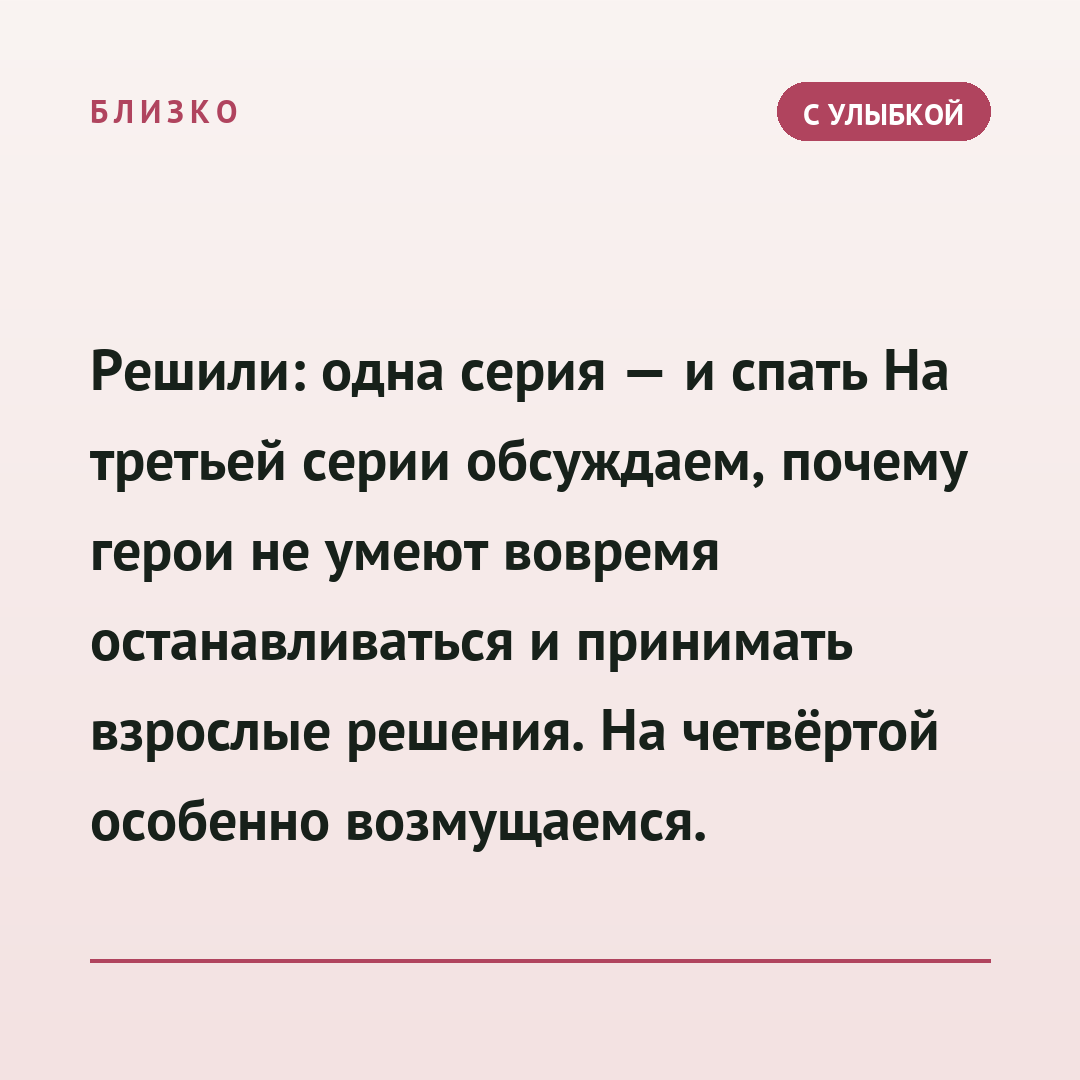 БЛИЗКО
С УЛЫБКОЙ
Решили: одна серия — и спать На
третьей серии обсуждаем, почему
герои не умеют вовремя
останавливаться и принимать
взрослые решения. На четвёртой
особенно возмущаемся.